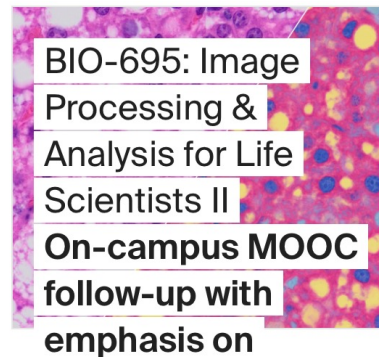 BIO-695: Image
Processing &
Analysis for Life
Scientists II
On-campus MOOC
follow-up with
emphasis on